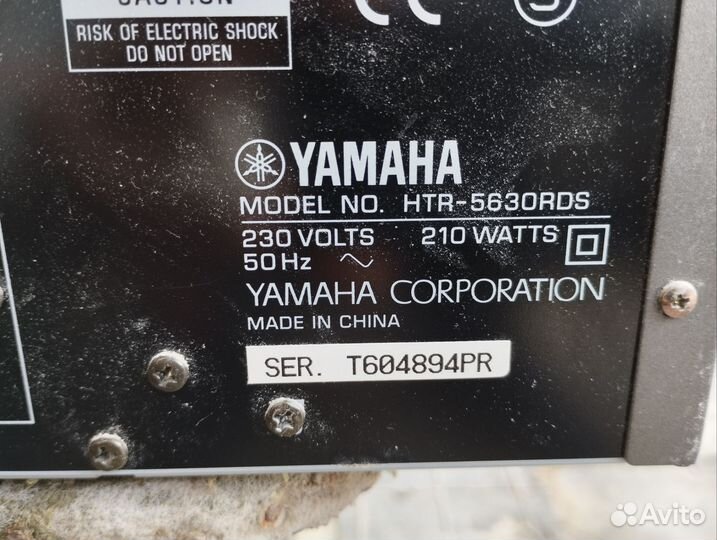 RISK OF ELECTRIC SHOCK
DO NOT OPEN
CE
YAMAHA
MODEL NO. HTR-5630RDS
230 VOLTS 210 WATTS
50 Hz ~
YAMAHA CORPORATION
MADE IN CHINA
SER. T604894PR
Avito